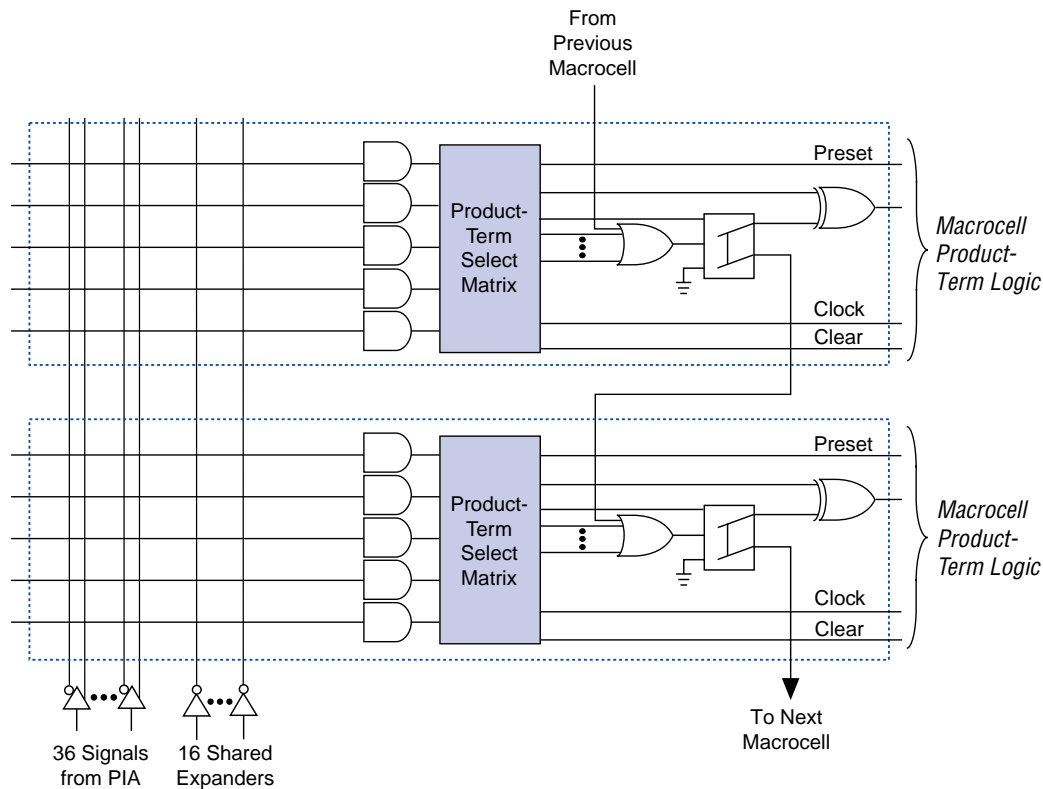 From
Previous
Macrocell
Preset
Product-
Term
Select
Matrix
Macrocell
Product-
Term Logic
Clock
Clear
Preset
Product-
Term
Select
Matrix
Macrocell
Product-
Term Logic
Clock
Clear
36 Signals
from PIA
16 Shared
Expanders
To Next
Macrocell